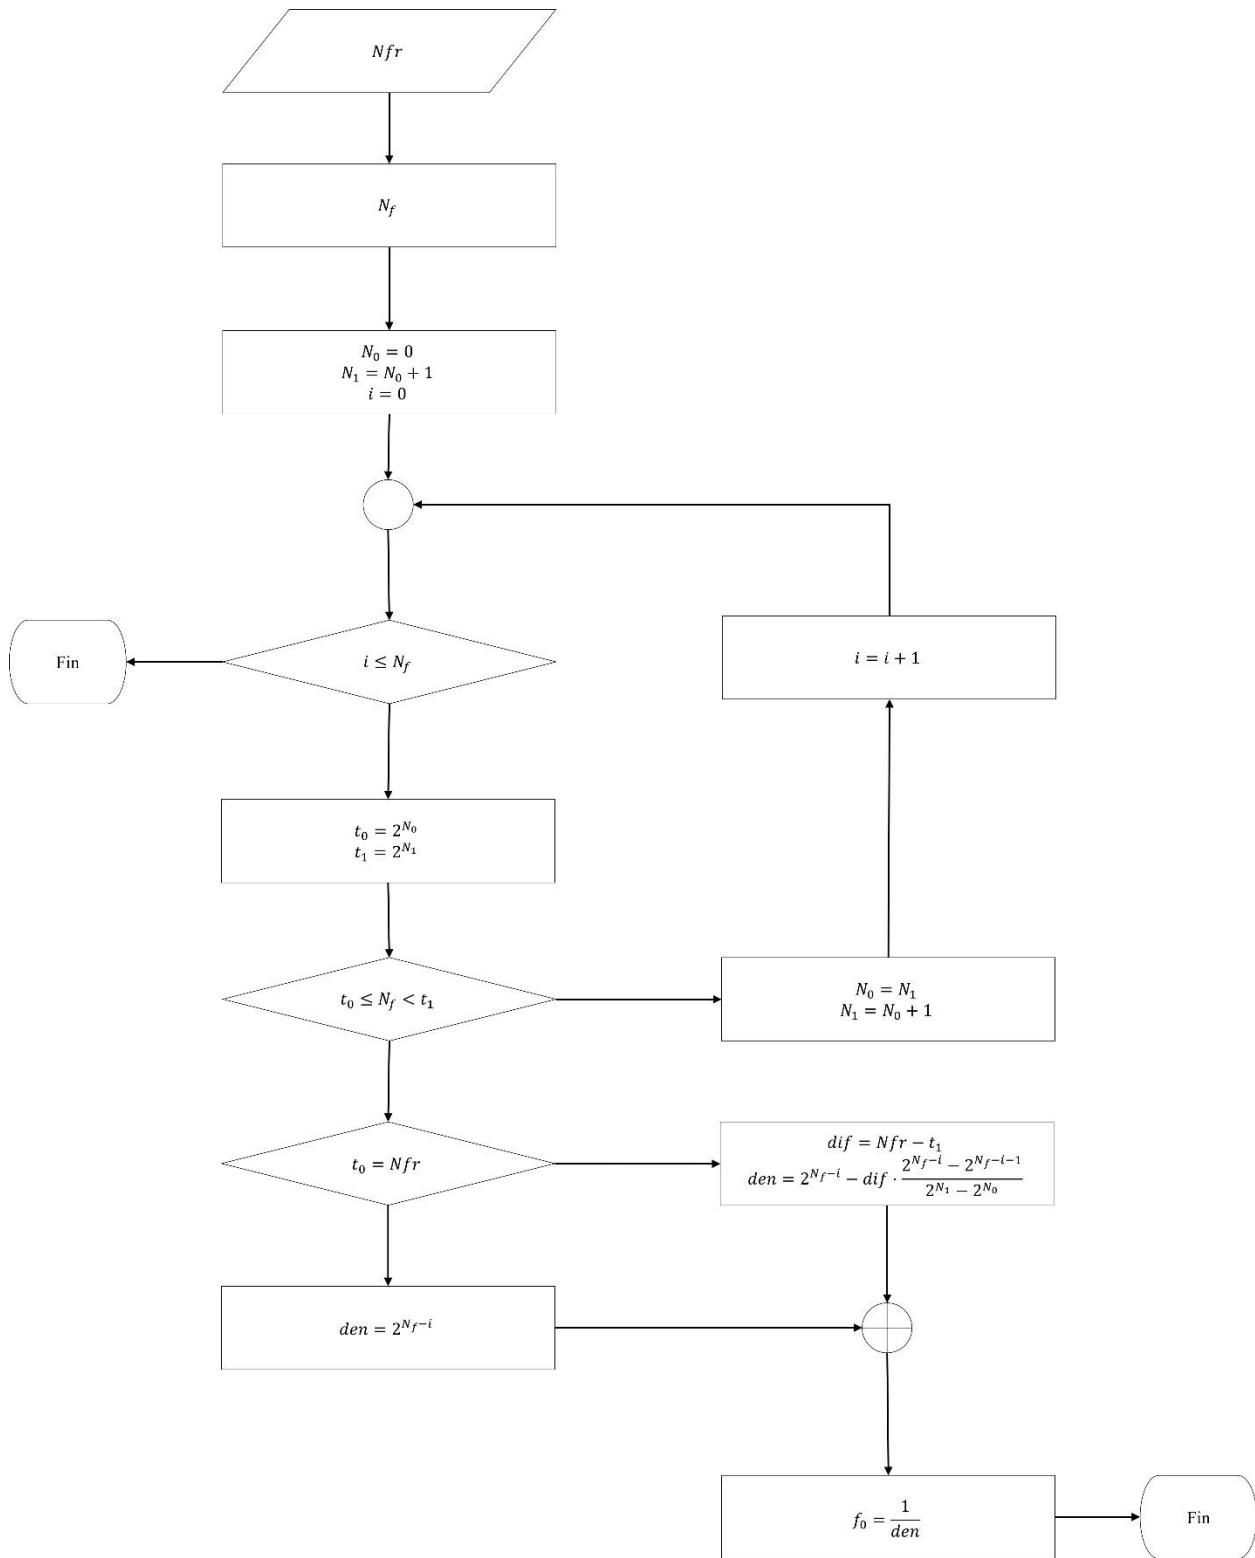 Nfr
N_f
N_0 = 0
N_1 = N_0 + 1
i = 0
Fin
i ≤ N_f
i = i + 1
t_0 = 2^{N_0}
t_1 = 2^{N_1}
t_0 ≤ N_f < t_1
N_0 = N_1
N_1 = N_0 + 1
t_0 = Nfr
dif = Nfr − t_1
den = 2^{N_f−i} − dif · \frac{2^{N_f−i} − 2^{N_f−i−1}}{2^{N_1} − 2^{N_0}}
den = 2^{N_f−i}
f_0 = \frac{1}{den}
Fin